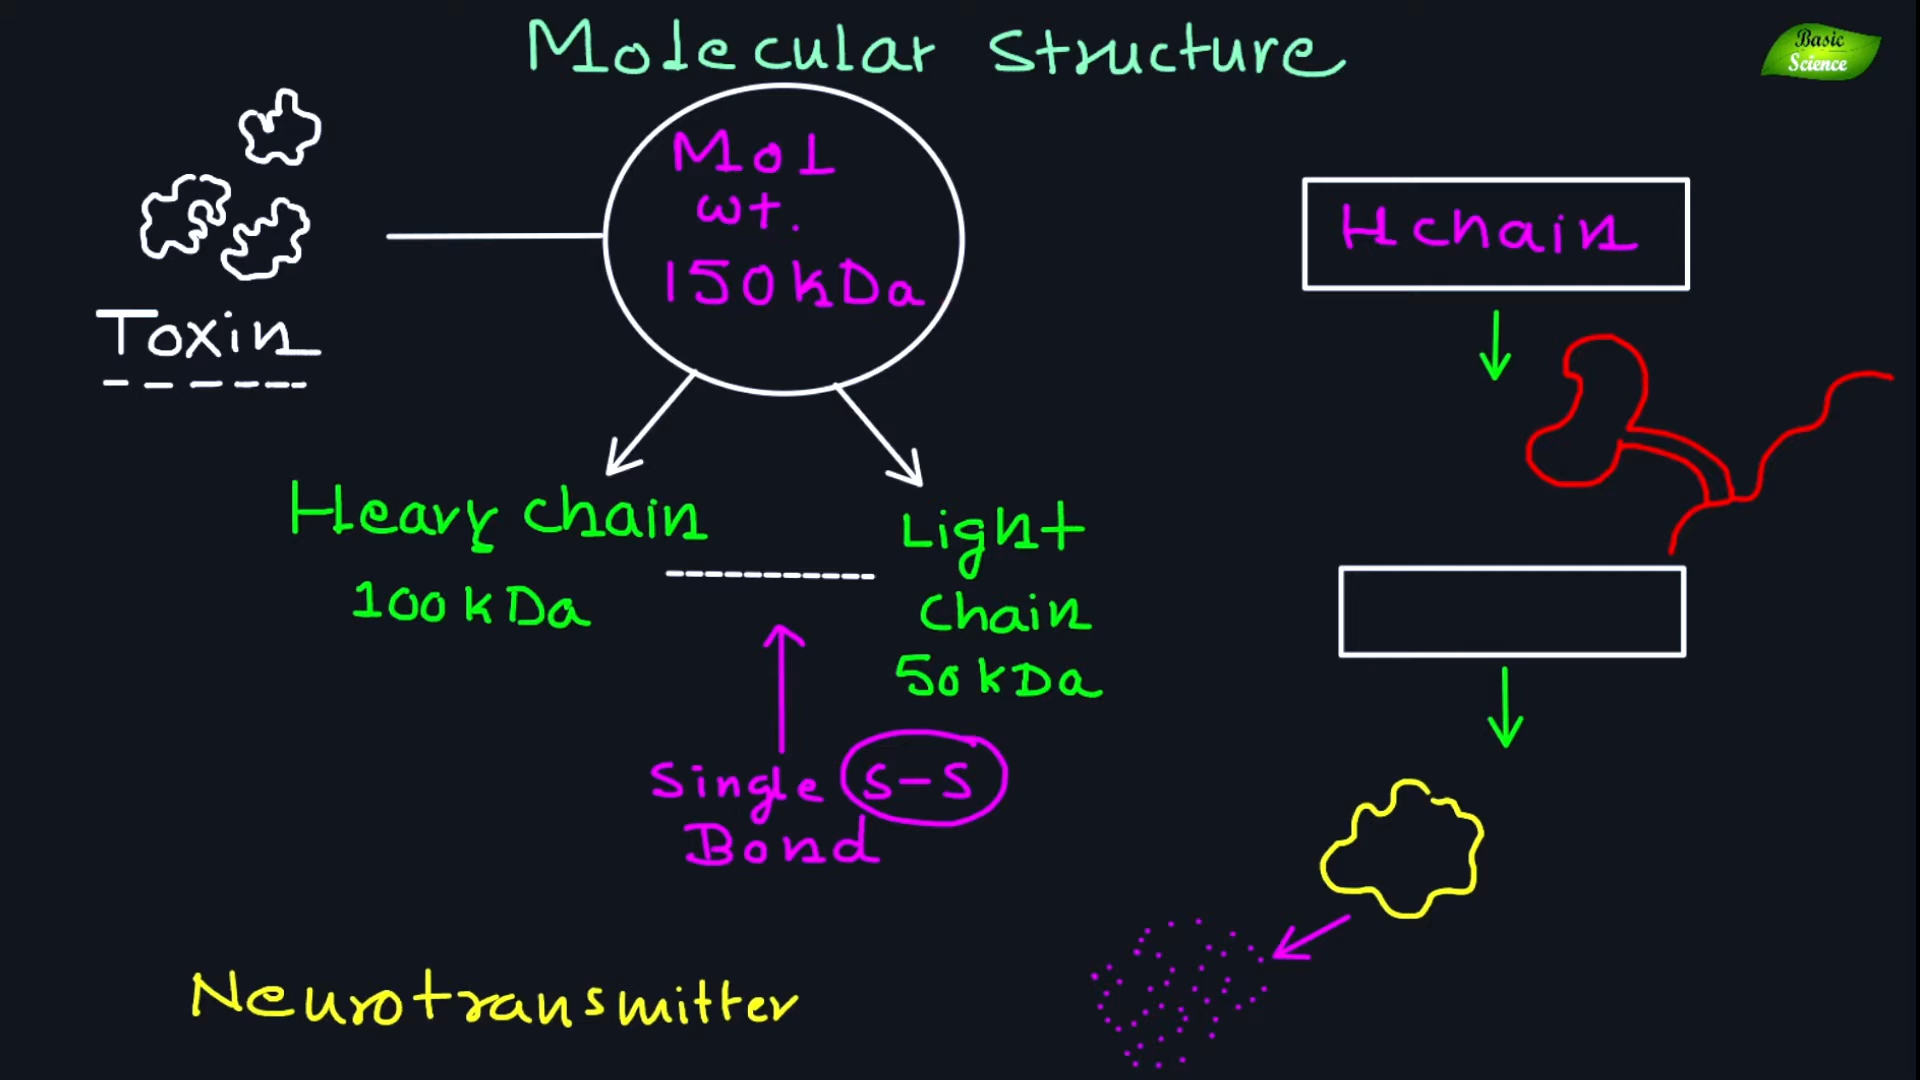 Molecular Structure
Basic
Science
Mol
wt.
150kDa
Toxin
H chain
Heavy chain
100 kDa
Light
Chain
50 kDa
Single S-S
Bond
Neurotransmitter